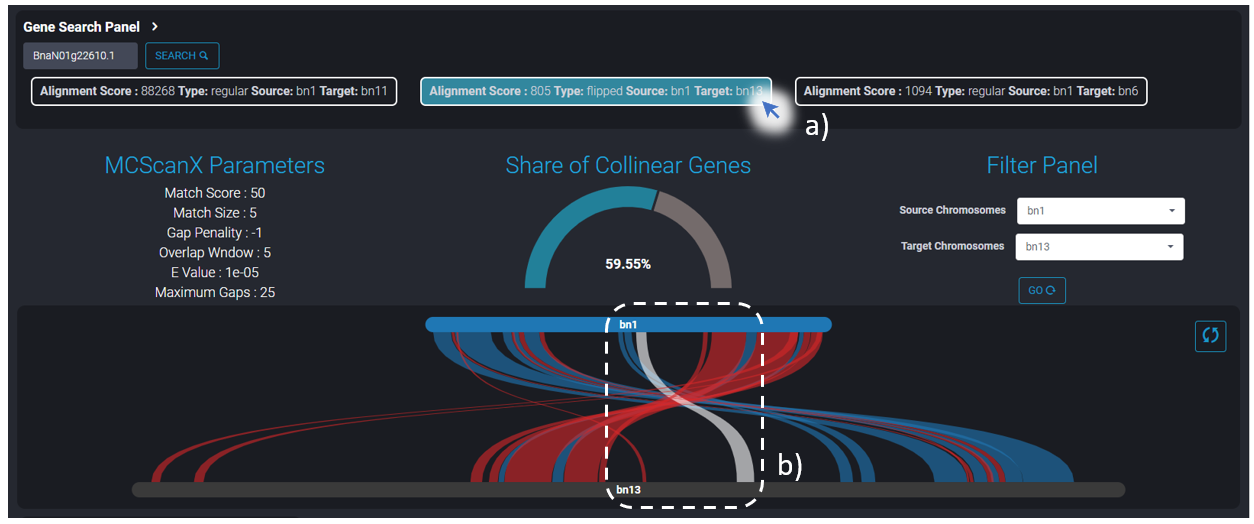 Gene Search Panel >
BnaN01g22610.1 SEARCH
Alignment Score : 88268 Type: regular Source: bn1 Target: bn11
Alignment Score : 805 Type: flipped Source: bn1 Target: bn13
Alignment Score : 1094 Type: regular Source: bn1 Target: bn6
a)
MCScanX Parameters
Match Score : 50
Match Size : 5
Gap Penality : -1
Overlap Wndow : 5
E Value : 1e-05
Maximum Gaps : 25
Share of Collinear Genes
59.55%
Filter Panel
Source Chromosomes bn1
Target Chromosomes bn13
GO
bn1
b)
bn13